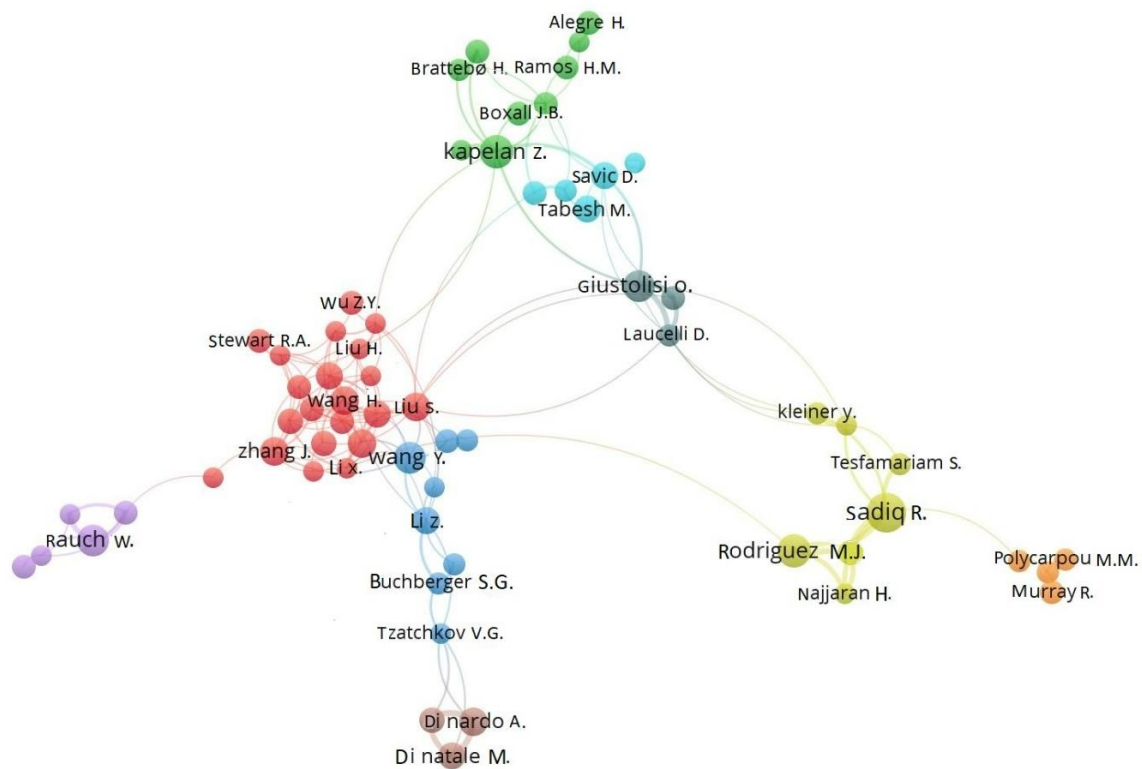 Alegre H.
Brattebø H. Ramos H.M.
Boxall J.B.
kapelan z.
Savic D.
Tabesh M.
Giustolisi o.
Laucelli D.
Wu Z.Y.
Stewart R.A.
Liu H.
wang H.
Liu s.
zhang J.
Li x.
wang Y.
kleiner y.
Tesfamariam S.
Sadiq R.
Rauch w.
Li z.
Rodriguez M.J.
Polycarpou M.M.
Buchberger S.G.
Najjaran H.
Murray R.
Tzatchkov V.G.
Di nardo A.
Di natale M.